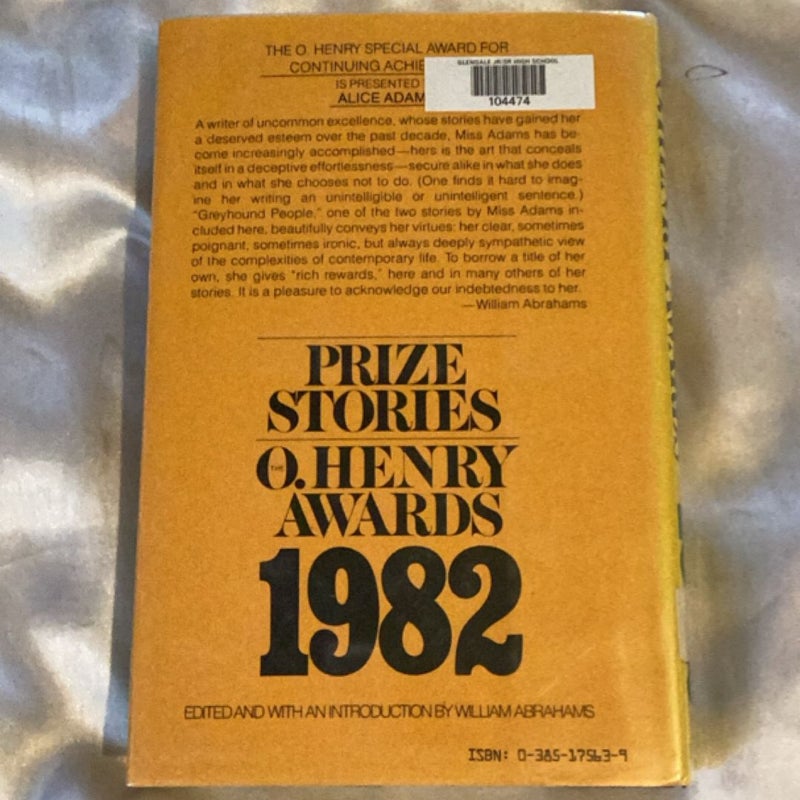 THE O. HENRY SPECIAL AWARD FOR
CONTINUING
IS PRESENTED
ALICE
GLENDALE JR/SR HIGH SCHOOL
104474
A writer of uncommon excellence, whose stories have gained her
a deserved esteem over the past decade, Miss Adams has be-
come increasingly accomplished—hers is the art that conceals
itself in a deceptive effortlessness—secure alike in what she does
and in what she chooses not to do. (One finds it hard to imag-
ine her writing an unintelligible or unintelligent sentence.)
"Greyhound People," one of the two stories by Miss Adams in-
cluded here, beautifully conveys her virtues: her clear, sometimes
poignant, sometimes ironic, but always deeply sympathetic view
of the complexities of contemporary life. To borrow a title of her
own, she gives "rich rewards," here and in many others of her
stories. It is a pleasure to acknowledge our indebtedness to her.
—William Abrahams
PRIZE
STORIES
THE
O. HENRY
AWARDS
1982
EDITED AND WITH AN INTRODUCTION BY WILLIAM ABRAHAMS
ISBN: 0-385-17563-9